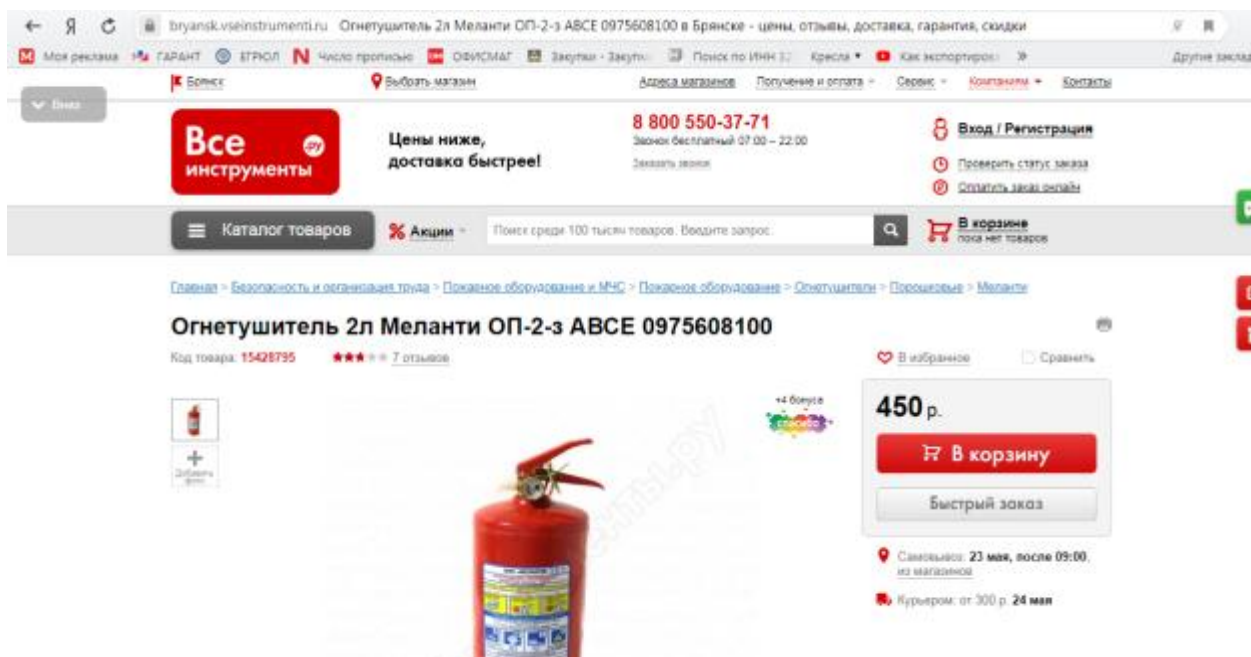 bryansk.vseinstrumenti.ru Огнетушитель 2л Меланти ОП-2-з АВСЕ 0975608100 в Брянске - цены, отзывы, доставка, гарантия, скидки
Моя реклама ГАРАНТ ЕГРЮЛ Число прописью ОФИСМАГ Закупки - Закупк Поиск по ИНН 32 Кресла Как экспортирова »
Брянск Выбрать магазин Адреса магазинов Получение и оплата Сервис Компаниям Контакты
Вниз
Все
.ру
инструменты
Цены ниже,
доставка быстрее!
8 800 550-37-71
Звонок бесплатный 07:00 – 22:00
Заказать звонок
Вход / Регистрация
Проверить статус заказа
Оплатить заказ онлайн
Каталог товаров
% Акции
Поиск среди 100 тысяч товаров. Введите запрос.
В корзине
пока нет товаров
Главная > Безопасность и организация труда > Пожарное оборудование и МЧС > Пожарное оборудование > Огнетушители > Порошковые > Меланти
Огнетушитель 2л Меланти ОП-2-з АВСЕ 0975608100
Код товара: 15428795 7 отзывов
В избранное Сравнить
+
Добавить
фото
+4 бонуса
спасибо
450 р.
В корзину
Быстрый заказ
Самовывоз: 23 мая, после 09:00,
из магазинов
Курьером: от 300 р. 24 мая